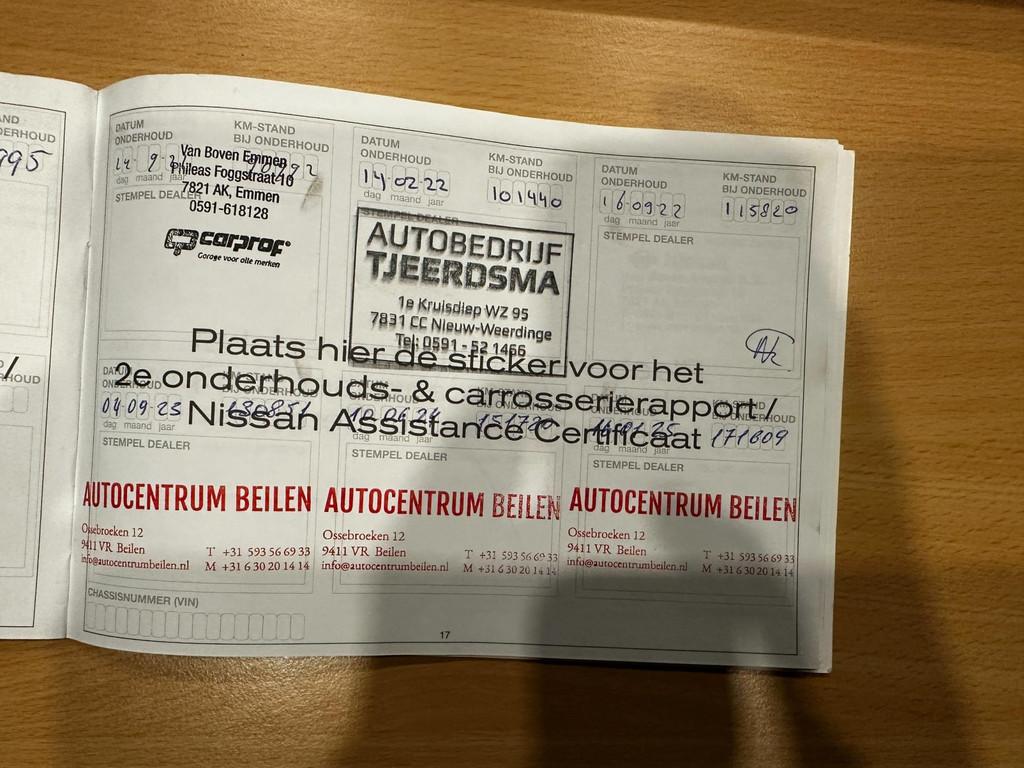 AND
DERHOUD
995
HOUD
DATUM ONDERHOUD
KM-STAND BIJ ONDERHOUD
dag maand jaar
STEMPEL DEALER
Van Boven Emmen
Phileas Foggstraat 10
7821 AK, Emmen
0591-618128
carprof
Garage voor alle merken
DATUM ONDERHOUD
KM-STAND BIJ ONDERHOUD
14 02 22
101440
dag maand jaar
STEMPEL DEALER
AUTOBEDRIJF
TJEERDSMA
1e Kruisdiep WZ 95
7831 CC Nieuw-Weerdinge
Tel: 0591 - 52 1466
DATUM ONDERHOUD
KM-STAND BIJ ONDERHOUD
16 09 22
115820
dag maand jaar
STEMPEL DEALER
Plaats hier de sticker voor het
2e onderhouds- & carrosserierapport /
Nissan Assistance Certificaat
04 09 23
dag maand jaar
STEMPEL DEALER
AUTOCENTRUM BEILEN
Ossebroeken 12
9411 VR Beilen T +31 593 56 69 33
info@autocentrumbeilen.nl M +31 6 30 20 14 14
dag maand jaar
STEMPEL DEALER
AUTOCENTRUM BEILEN
Ossebroeken 12
9411 VR Beilen T +31 593 56 69 33
info@autocentrumbeilen.nl M +31 6 30 20 14 14
171609
dag maand jaar
STEMPEL DEALER
AUTOCENTRUM BEILEN
Ossebroeken 12
9411 VR Beilen T +31 593 56 69 33
info@autocentrumbeilen.nl M +31 6 30 20 14 14
CHASSISNUMMER (VIN)
17